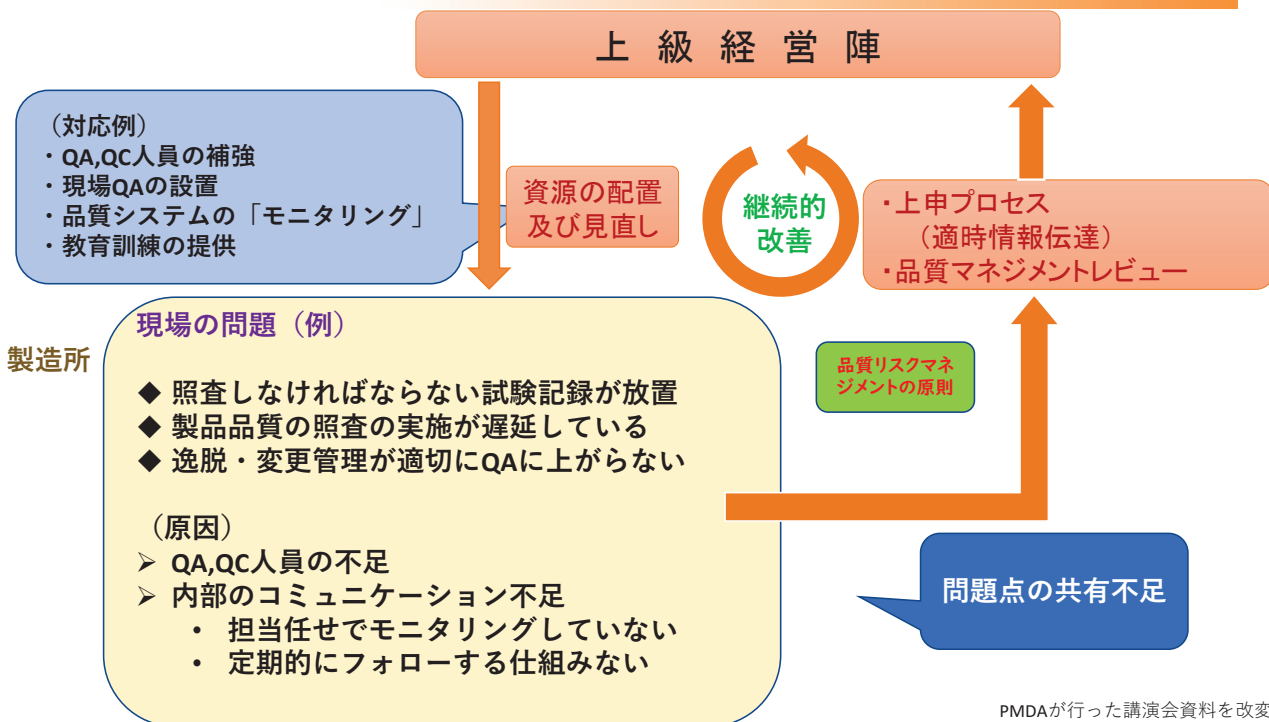 上級経営陣
（対応例）
・QA,QC人員の補強
・現場QAの設置
・品質システムの「モニタリング」
・教育訓練の提供
資源の配置
及び見直し
継続的
改善
・上申プロセス
（適時情報伝達）
・品質マネジメントレビュー
製造所
現場の問題（例）
◆ 照査しなければならない試験記録が放置
◆ 製品品質の照査の実施が遅延している
◆ 逸脱・変更管理が適切にQAに上がらない
（原因）
➢ QA,QC人員の不足
➢ 内部のコミュニケーション不足
• 担当任せでモニタリングしていない
• 定期的にフォローする仕組みない
品質リスクマネ
ジメントの原則
問題点の共有不足
PMDAが行った講演会資料を改変